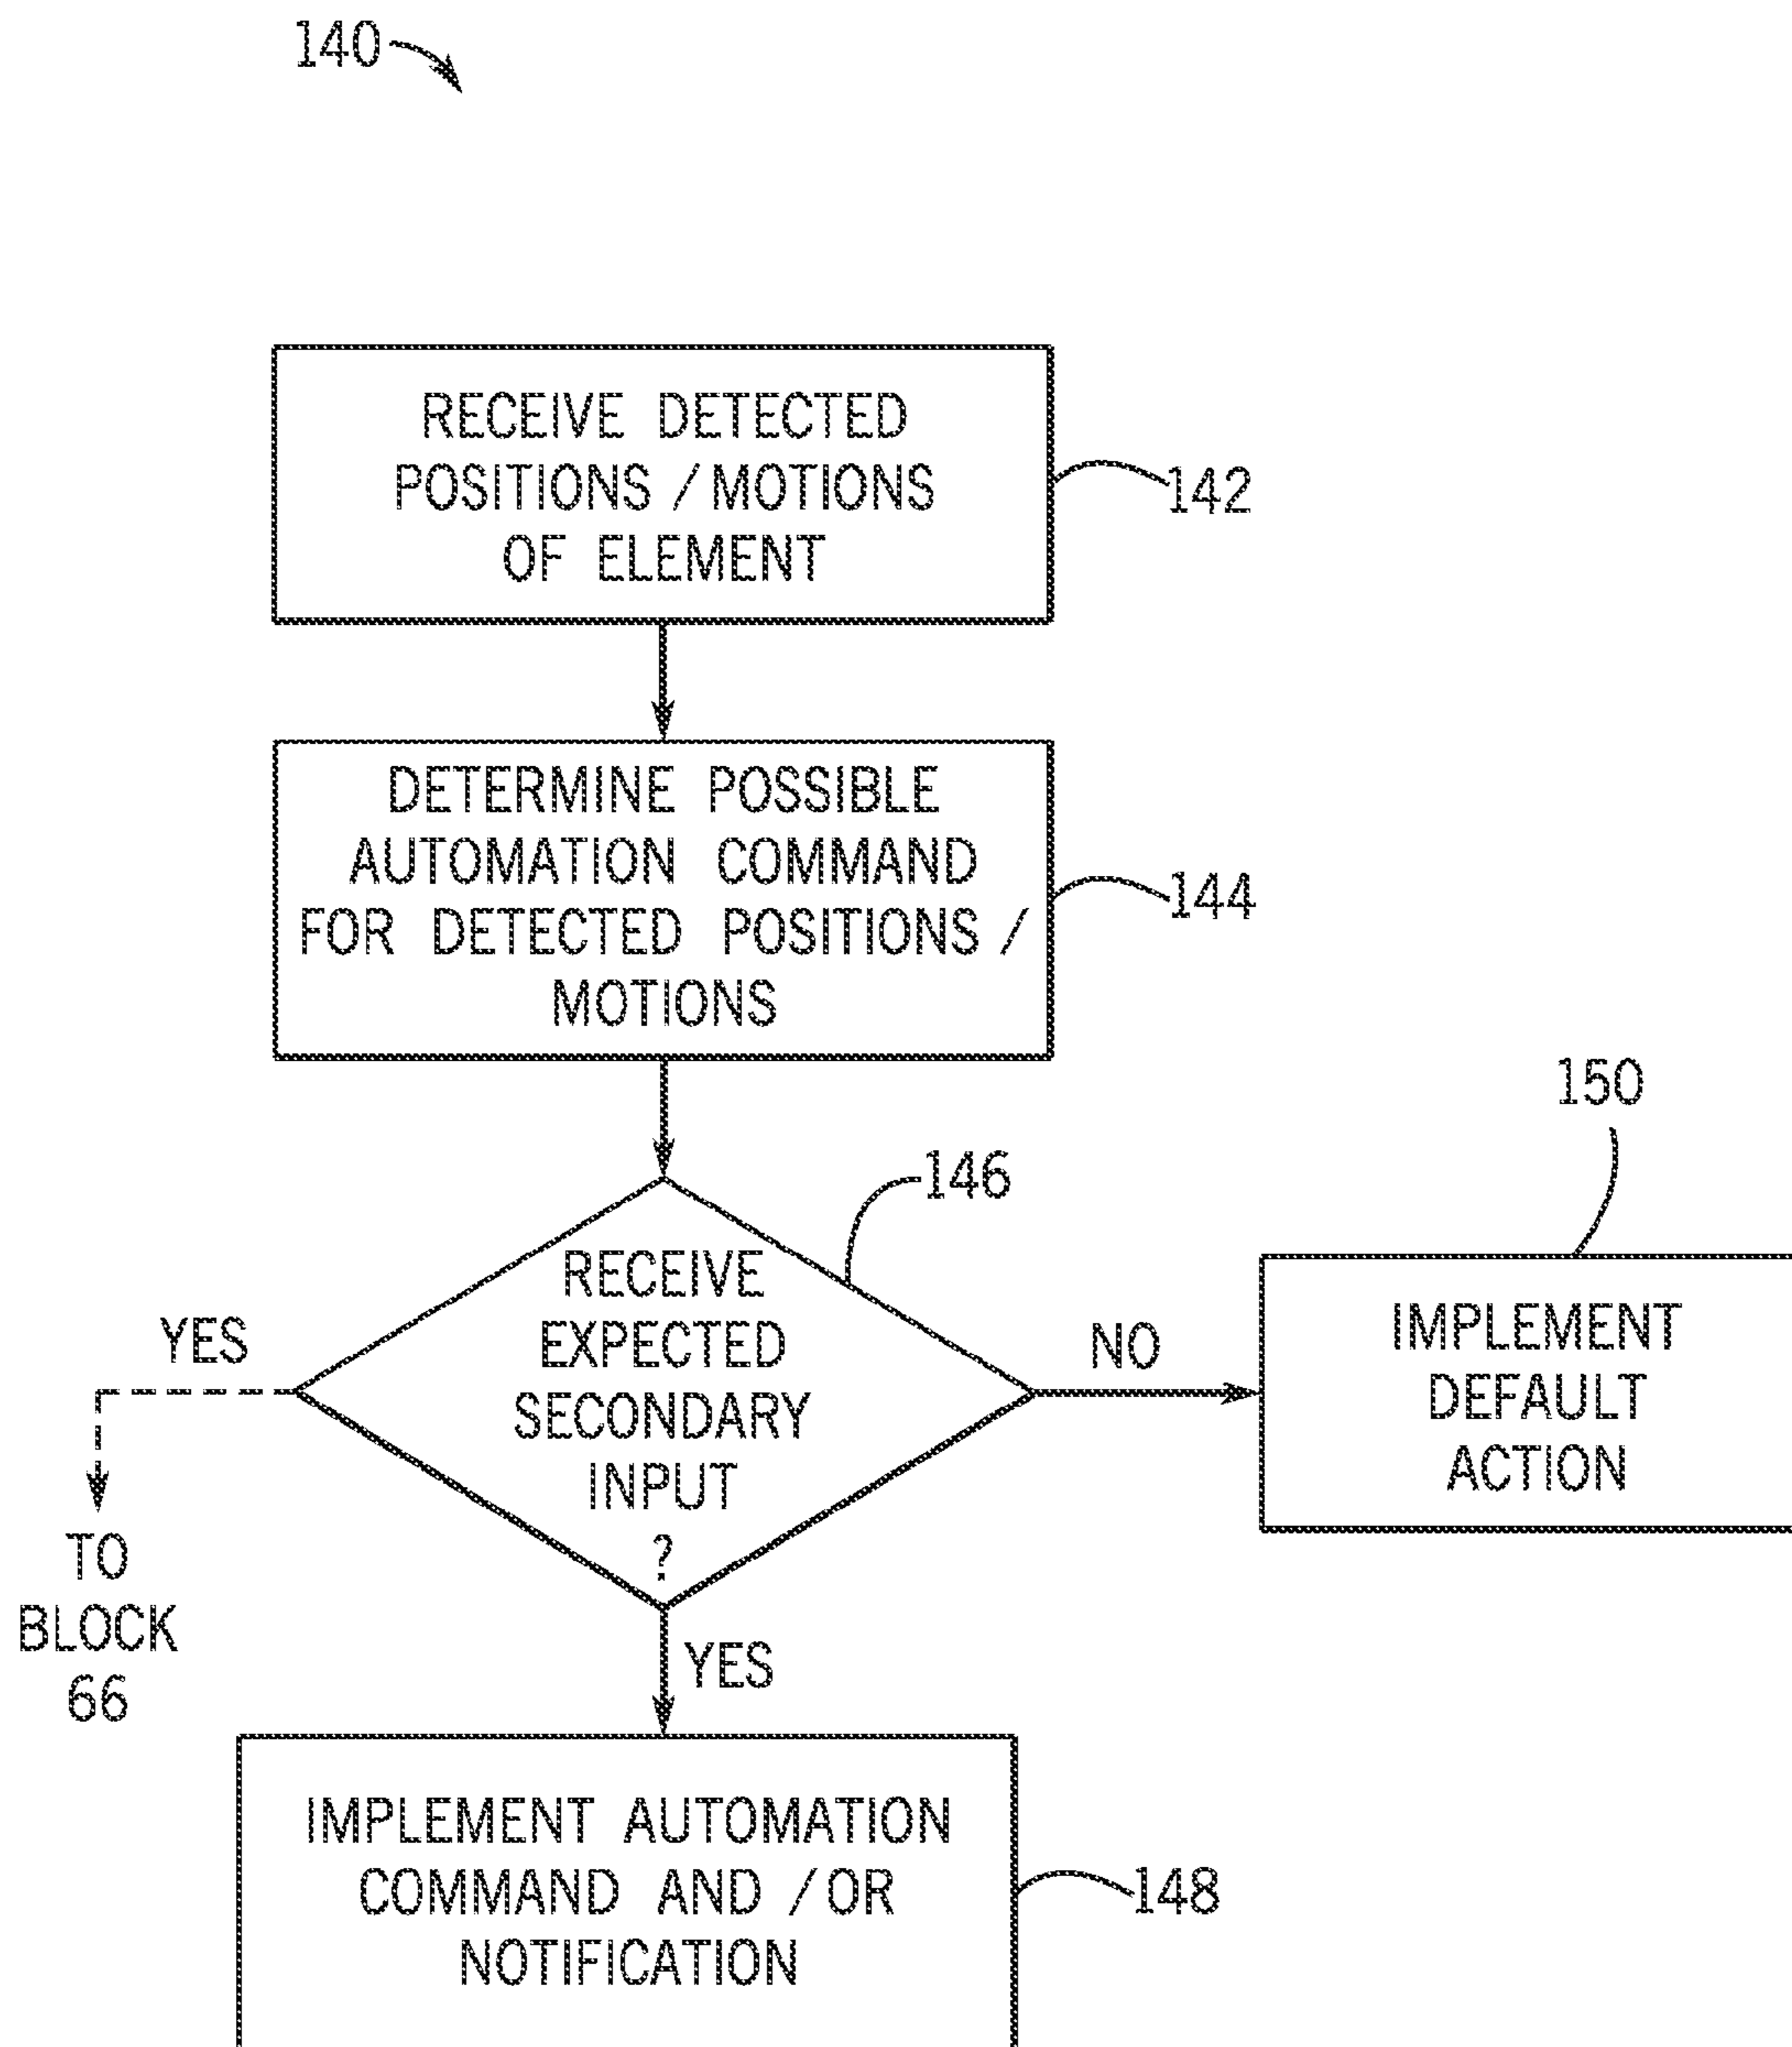 140
RECEIVE DETECTED
POSITIONS / MOTIONS
OF ELEMENT
142
DETERMINE POSSIBLE
AUTOMATION COMMAND
FOR DETECTED POSITIONS /
MOTIONS
144
146
RECEIVE
EXPECTED
SECONDARY
INPUT
?
YES
TO
BLOCK
66
NO
150
IMPLEMENT
DEFAULT
ACTION
YES
IMPLEMENT AUTOMATION
COMMAND AND / OR
NOTIFICATION
148